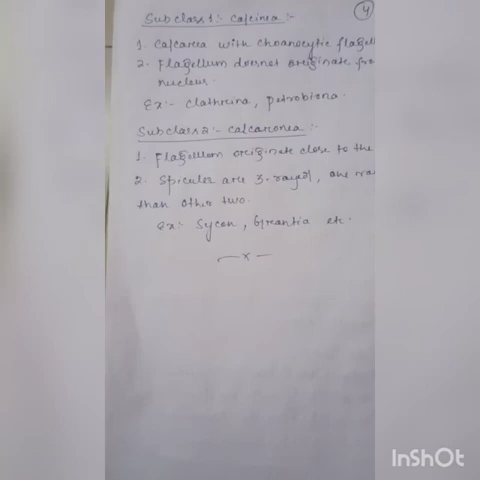 Subclass 1:- Calcinea :-
4
1. Calcarea with choanocytic flagell
2. Flagellum doesnot originate fro
nucleus.
Ex:- Clathrina, petrobiona.
Subclass 2:- Calcaronea :-
1. Flagellum originate close to the
2. Spicules are 3-rayed, one
than other two.
Ex:- Sycon, Grantia etc.
x
InShOt